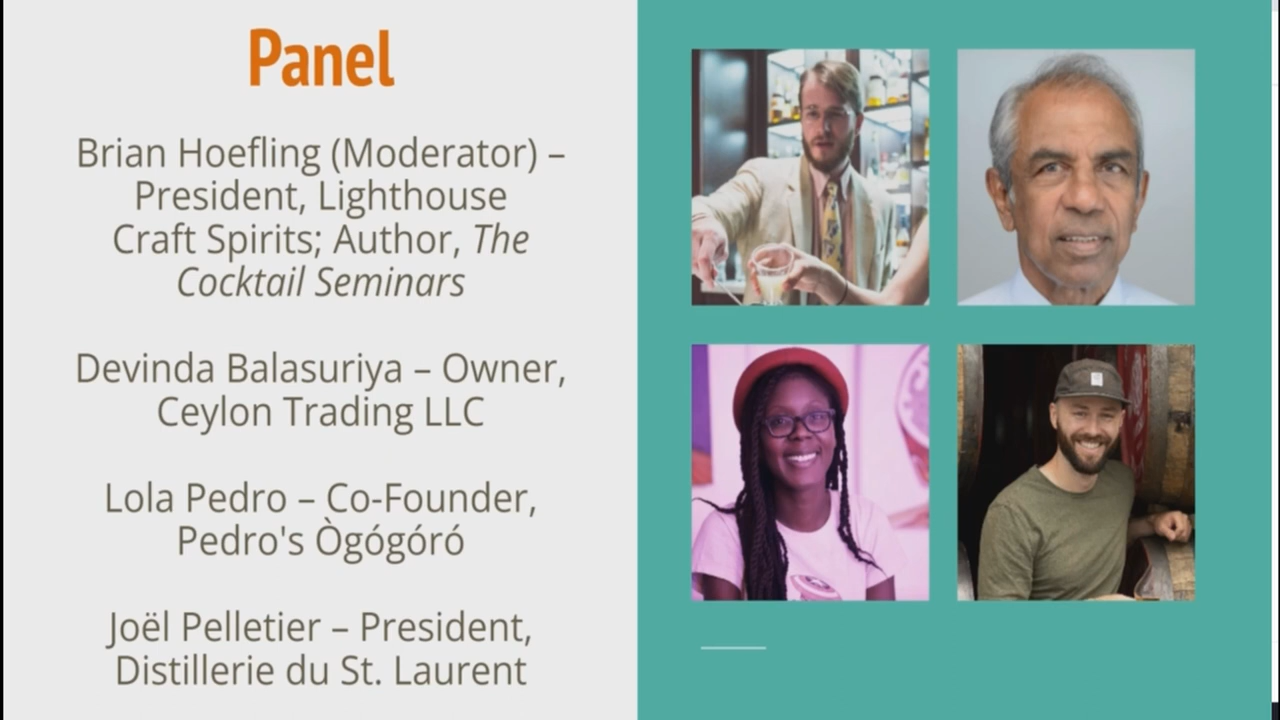 Panel
Brian Hoefling (Moderator) –
President, Lighthouse
Craft Spirits; Author, The
Cocktail Seminars
Devinda Balasuriya – Owner,
Ceylon Trading LLC
Lola Pedro – Co-Founder,
Pedro's Ògógóró
Joël Pelletier – President,
Distillerie du St. Laurent